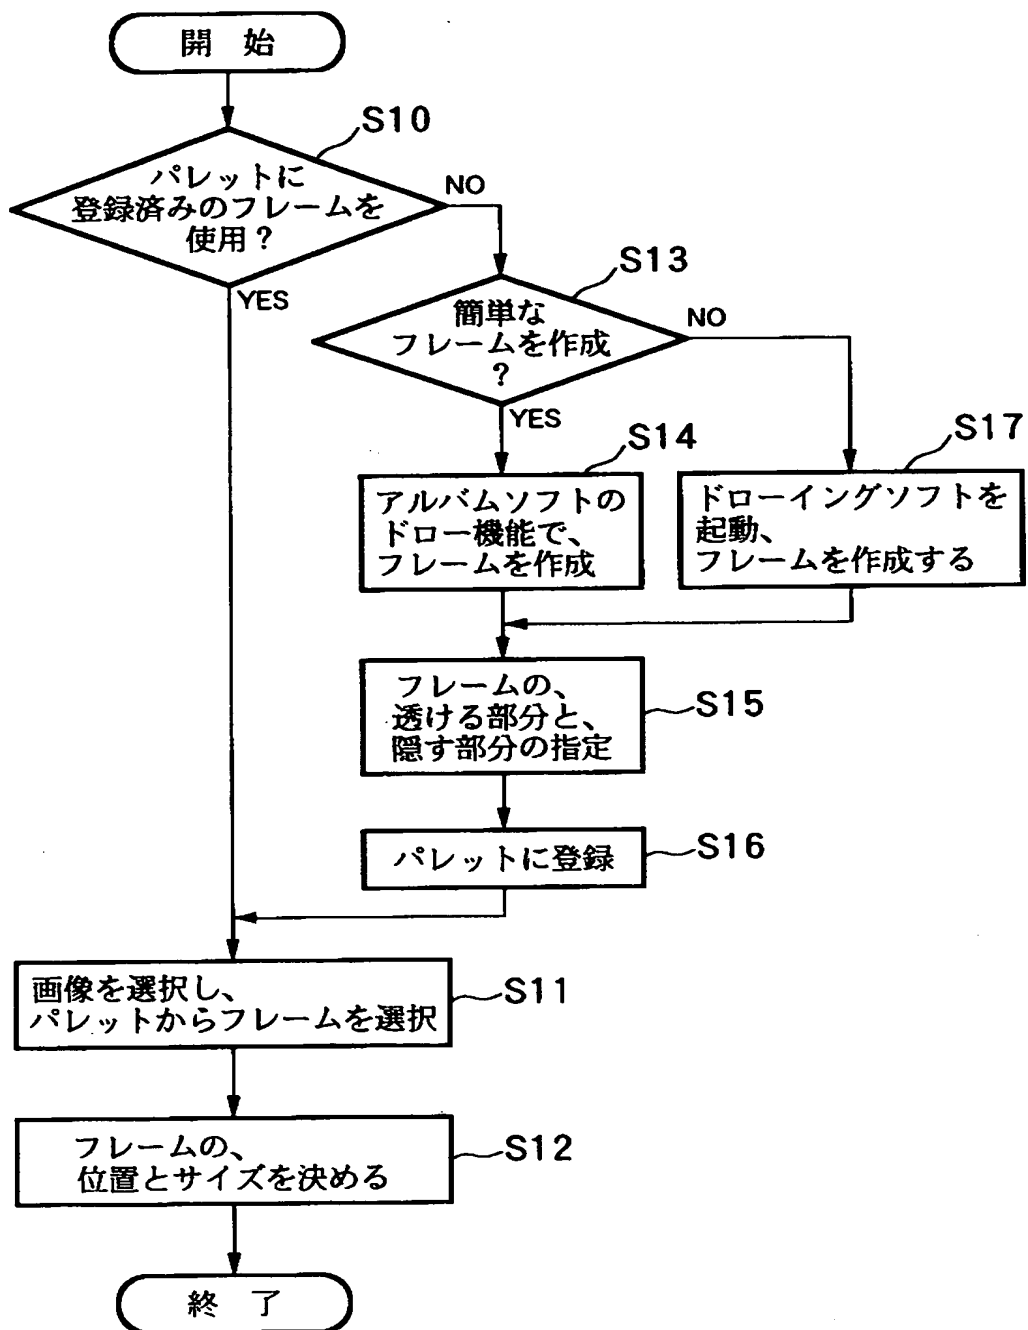 開 始
S10
パレットに
登録済みのフレームを
使用?
NO
YES
S13
簡単な
フレームを作成
?
NO
YES
S14
アルバムソフトの
ドロー機能で、
フレームを作成
S17
ドローイングソフトを
起動、
フレームを作成する
フレームの、
透ける部分と、
隠す部分の指定
S15
パレットに登録
S16
画像を選択し、
パレットからフレームを選択
S11
フレームの、
位置とサイズを決める
S12
終 了